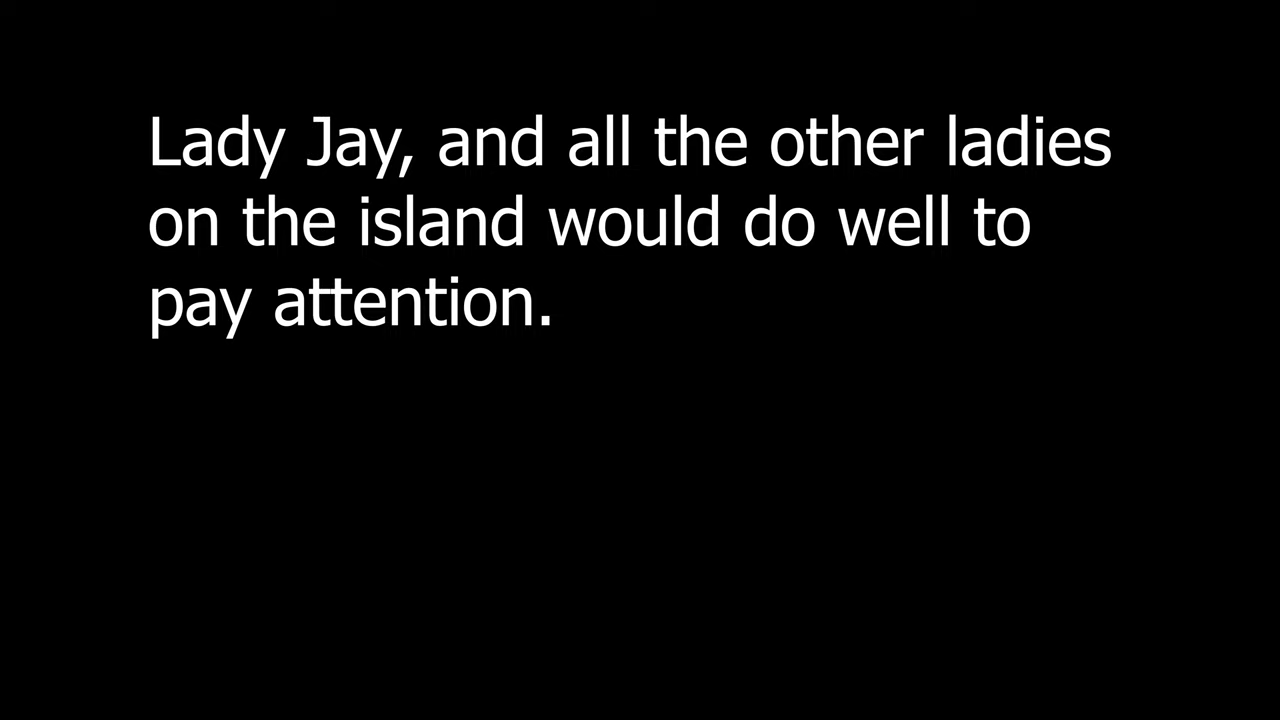 Lady Jay, and all the other ladies
on the island would do well to
pay attention.